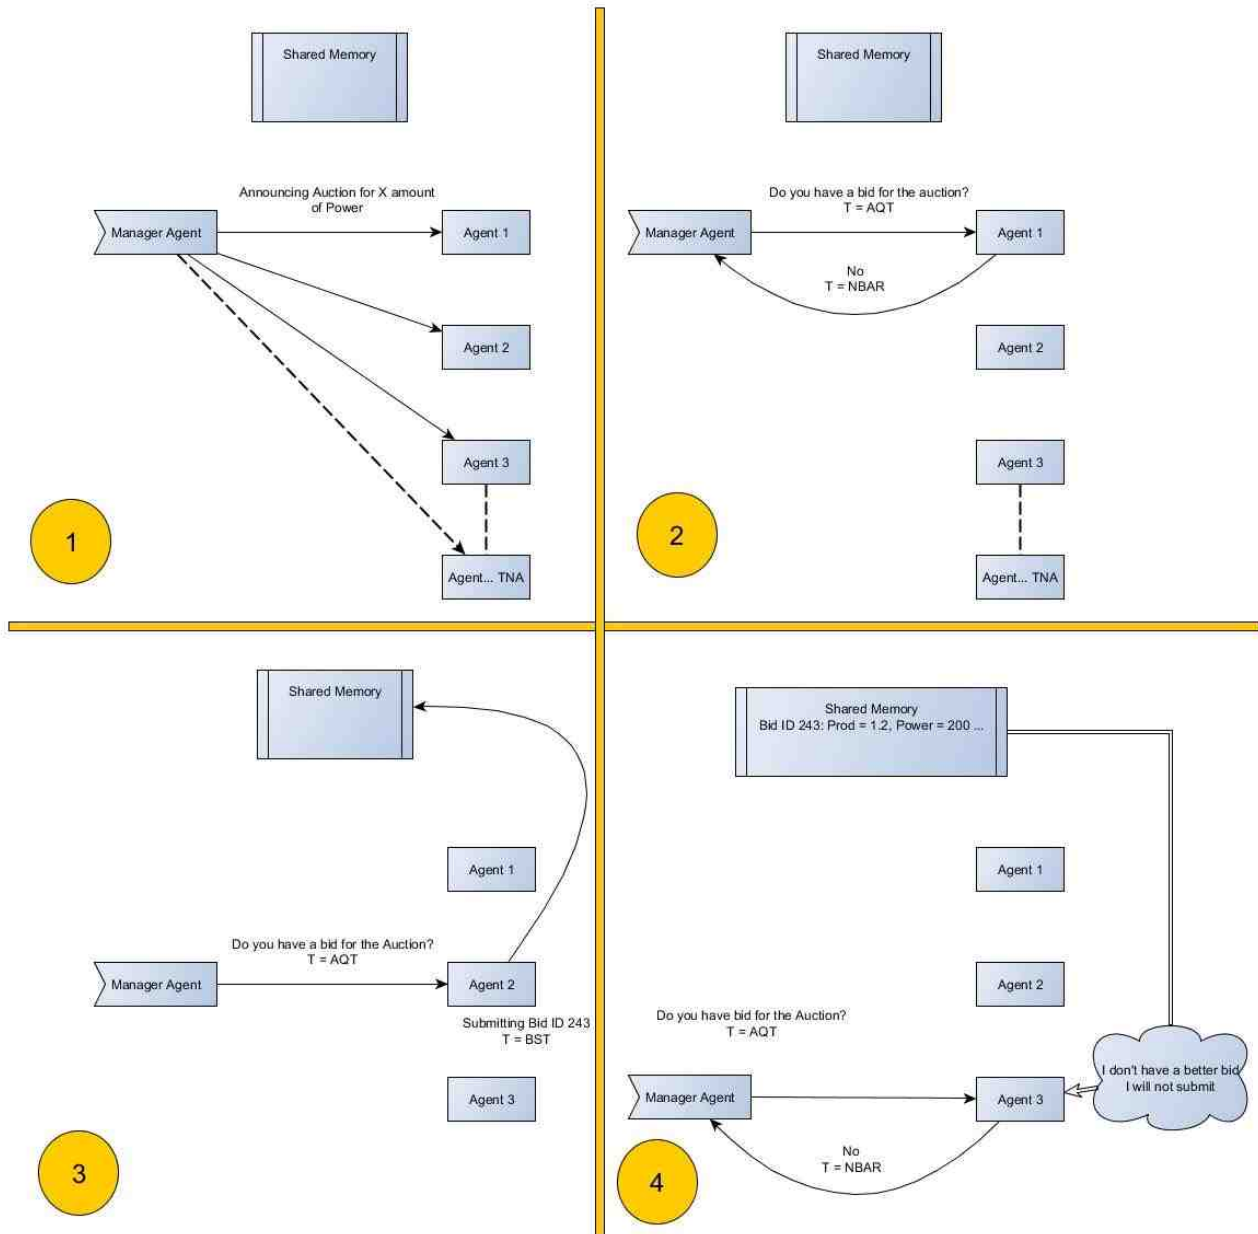 Shared Memory
Announcing Auction for X amount
of Power
Manager Agent
Agent 1
Agent 2
Agent 3
Agent... TNA
1
Shared Memory
Do you have a bid for the auction?
T = AQT
Manager Agent
Agent 1
No
T = NBAR
Agent 2
Agent 3
Agent... TNA
2
Shared Memory
Agent 1
Do you have a bid for the Auction?
T = AQT
Manager Agent
Agent 2
Submitting Bid ID 243
T = BST
Agent 3
3
Shared Memory
Bid ID 243: Prod = 1.2, Power = 200 ...
Agent 1
Agent 2
Do you have bid for the Auction?
T = AQT
I don't have a better bid
I will not submit
Manager Agent
Agent 3
No
T = NBAR
4